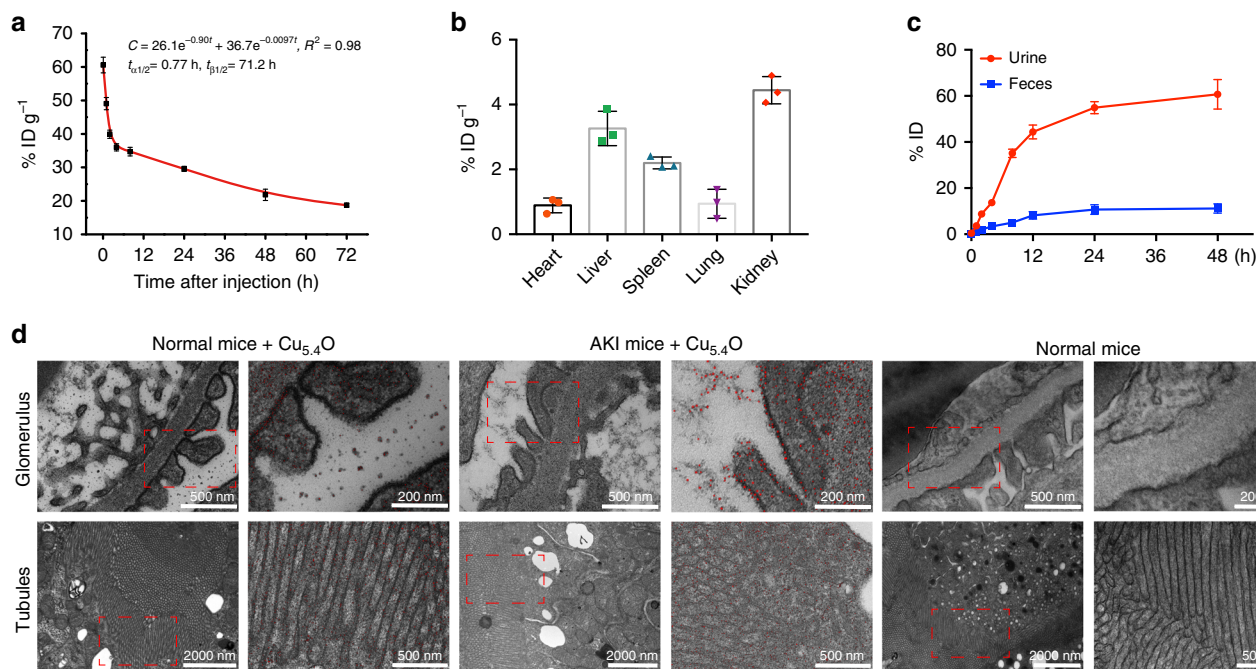 a
C = 26.1e⁻⁰·⁹⁰ᵗ + 36.7e⁻⁰·⁰⁰⁹⁷ᵗ, R² = 0.98
tα1/2= 0.77 h, tβ1/2= 71.2 h
% ID g⁻¹
70
60
50
40
30
20
10
0 12 24 36 48 60 72
Time after injection (h)
b
% ID g⁻¹
6
4
2
0
Heart Liver Spleen Lung Kidney
c
Urine
Feces
% ID
80
60
40
20
0
0 12 24 36 48 (h)
d
Normal mice + Cu₅.₄O AKI mice + Cu₅.₄O Normal mice
Glomerulus
500 nm 200 nm 500 nm 200 nm 500 nm 200
Tubules
2000 nm 500 nm 2000 nm 500 nm 2000 nm 50